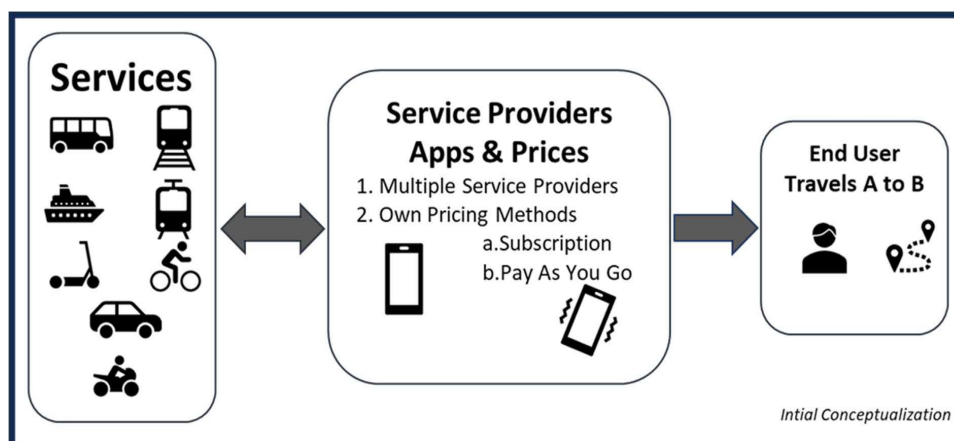 Services
Service Providers
Apps & Prices
1. Multiple Service Providers
2. Own Pricing Methods
a.Subscription
b.Pay As You Go
End User
Travels A to B
Intial Conceptualization